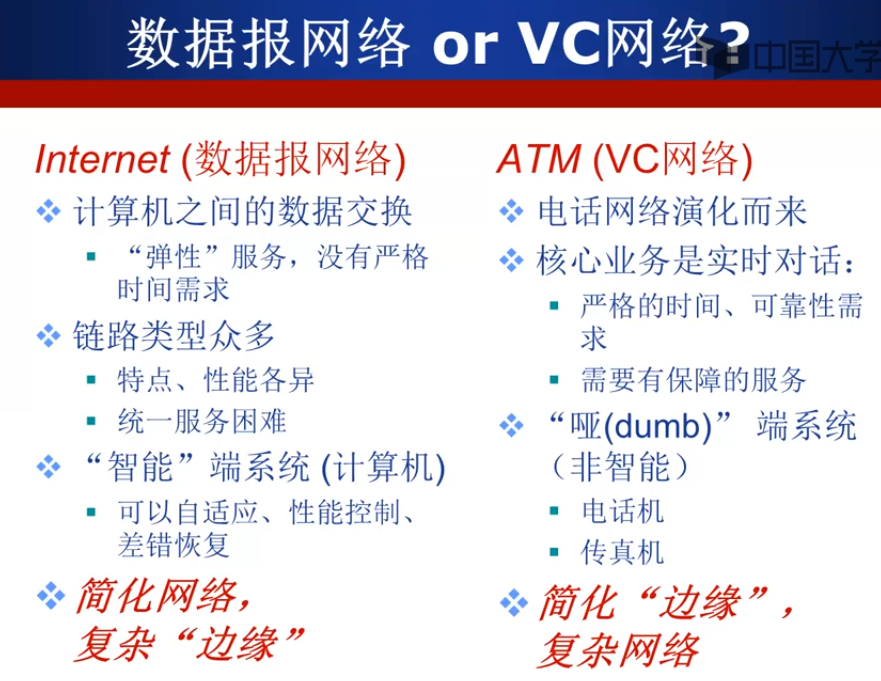 数据报网络 or VC网络?
中国大学
Internet (数据报网络)
计算机之间的数据交换
“弹性”服务，没有严格
时间需求
链路类型众多
特点、性能各异
统一服务困难
“智能”端系统 (计算机)
可以自适应、性能控制、
差错恢复
简化网络，
复杂“边缘”
ATM (VC网络)
电话网络演化而来
核心业务是实时对话：
严格的时间、可靠性需
求
需要有保障的服务
“哑(dumb)” 端系统
（非智能）
电话机
传真机
简化“边缘”，
复杂网络